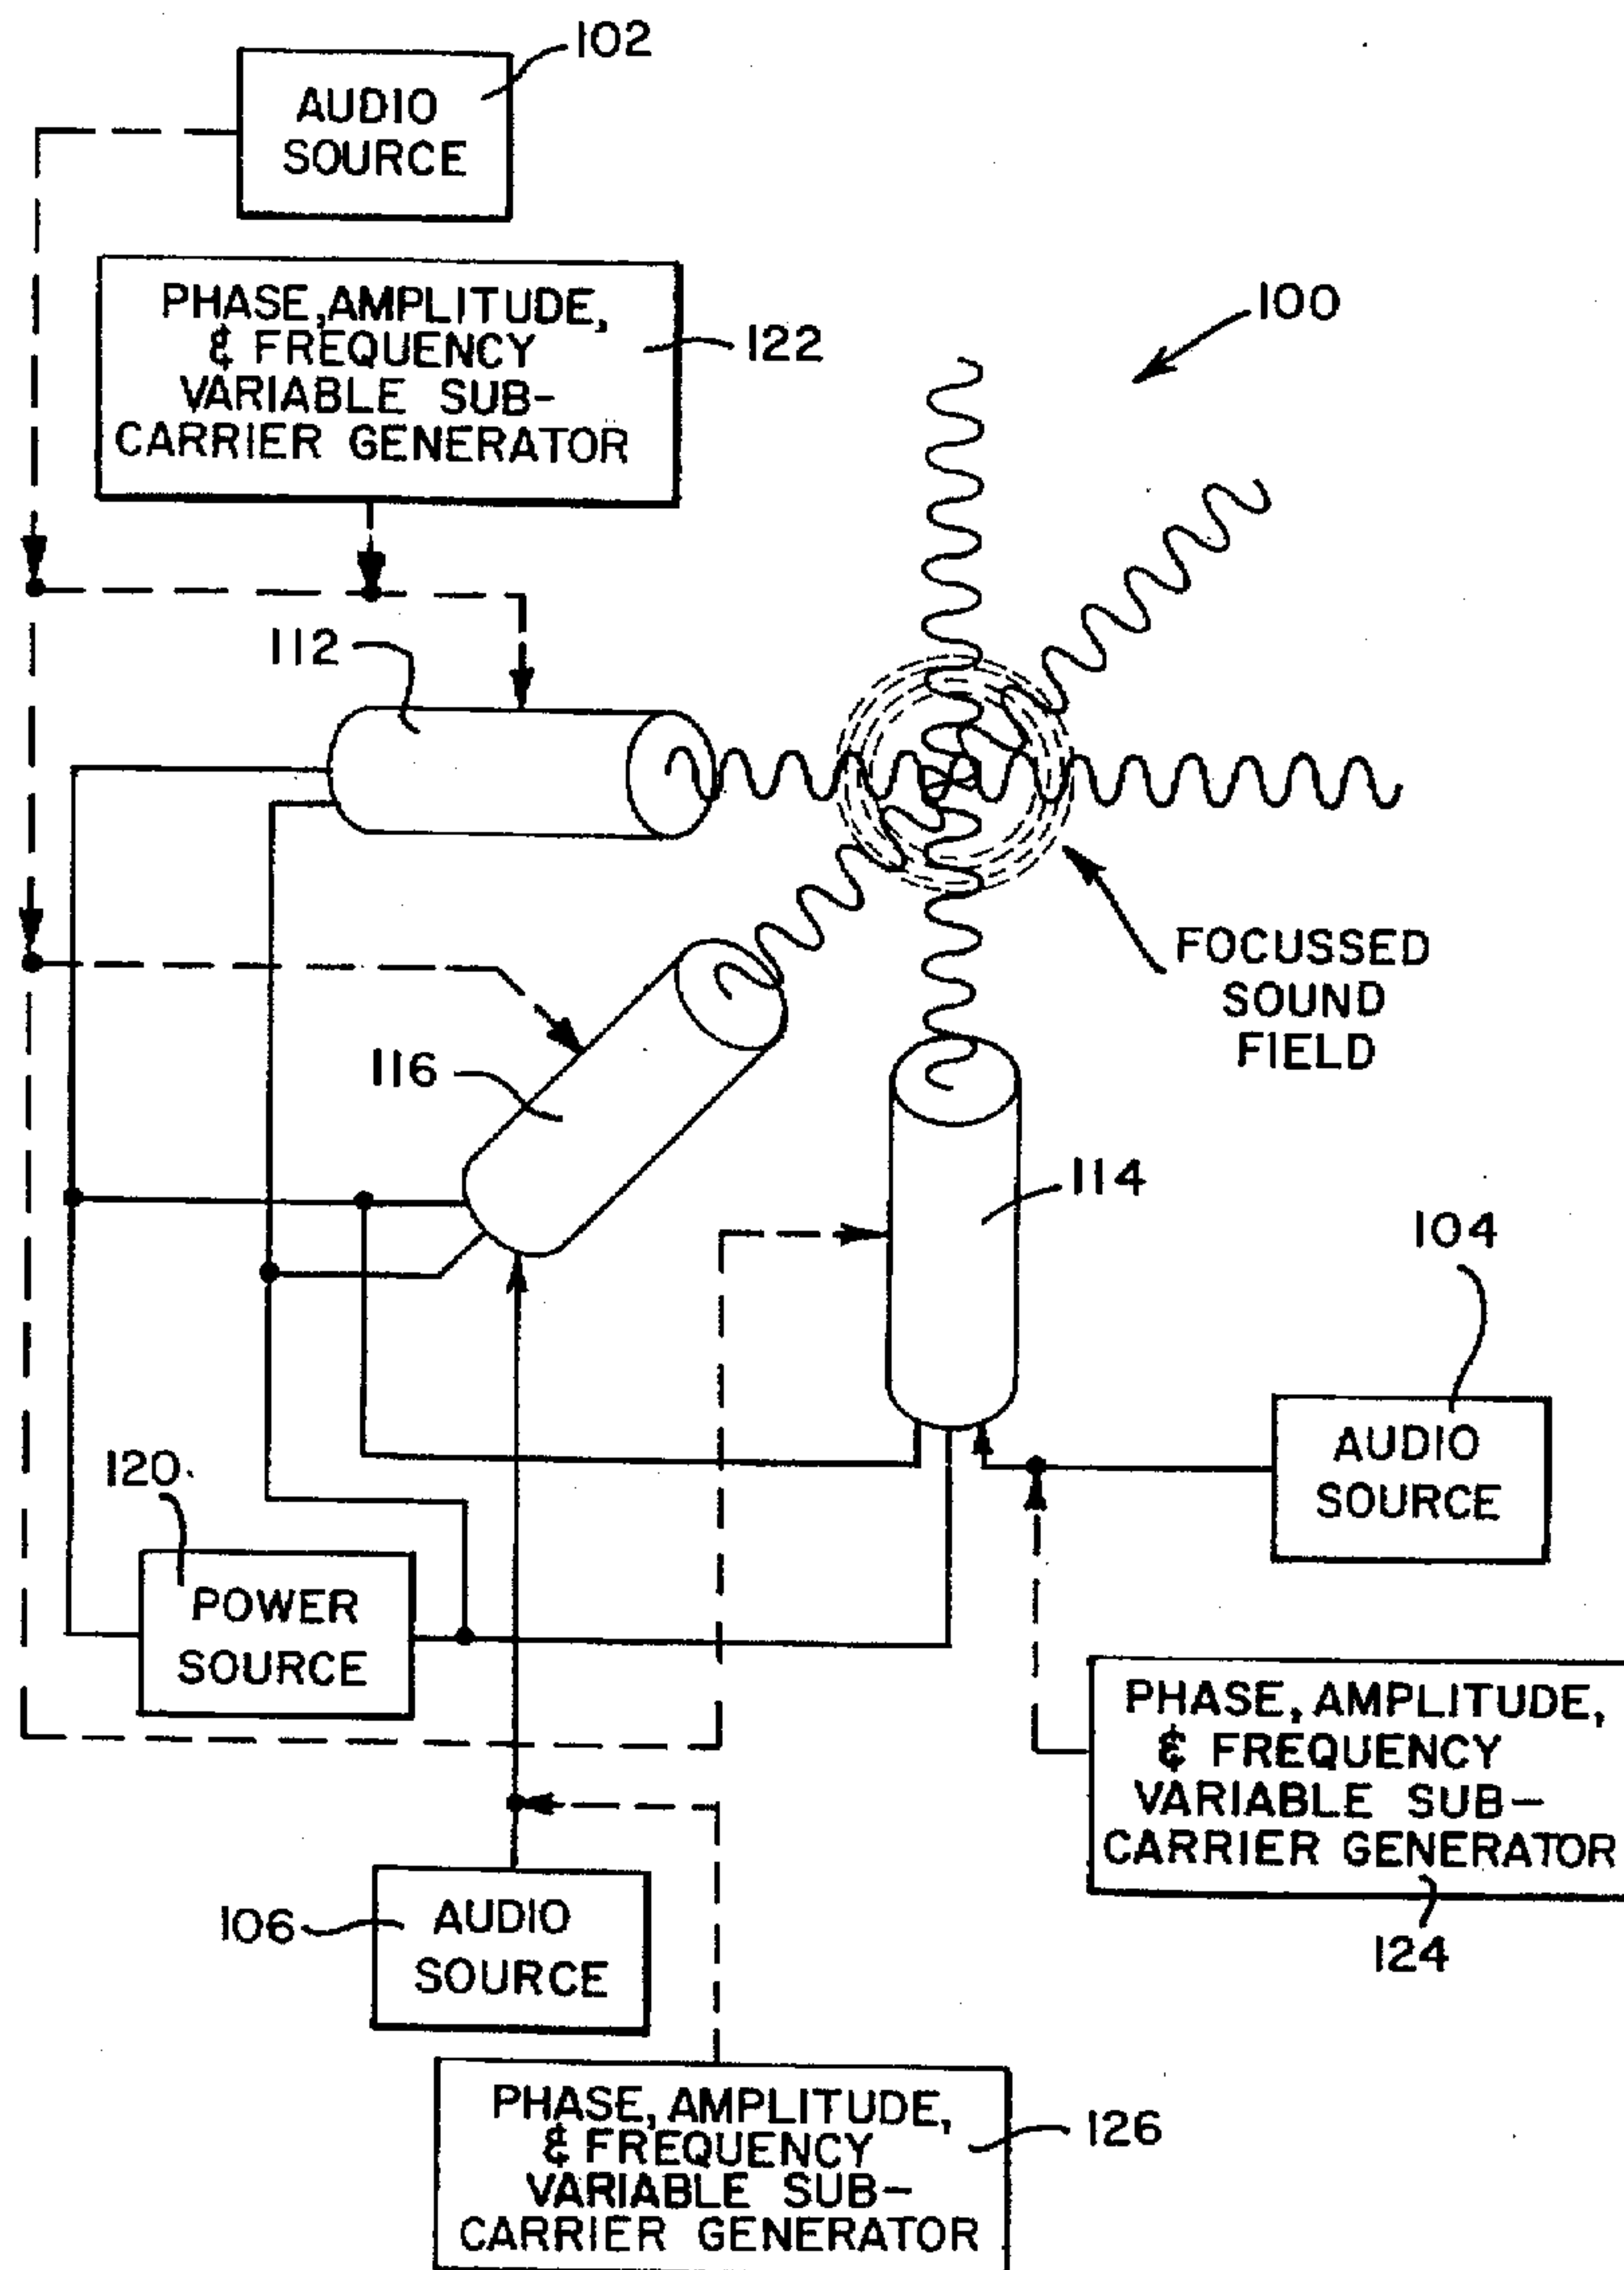 102
AUDIO
SOURCE
PHASE, AMPLITUDE,
& FREQUENCY
VARIABLE SUB-
CARRIER GENERATOR
122
100
112
FOCUSSED
SOUND
FIELD
116
114
104
AUDIO
SOURCE
120
POWER
SOURCE
PHASE, AMPLITUDE,
& FREQUENCY
VARIABLE SUB-
CARRIER GENERATOR
124
106
AUDIO
SOURCE
PHASE, AMPLITUDE,
& FREQUENCY
VARIABLE SUB-
CARRIER GENERATOR
126